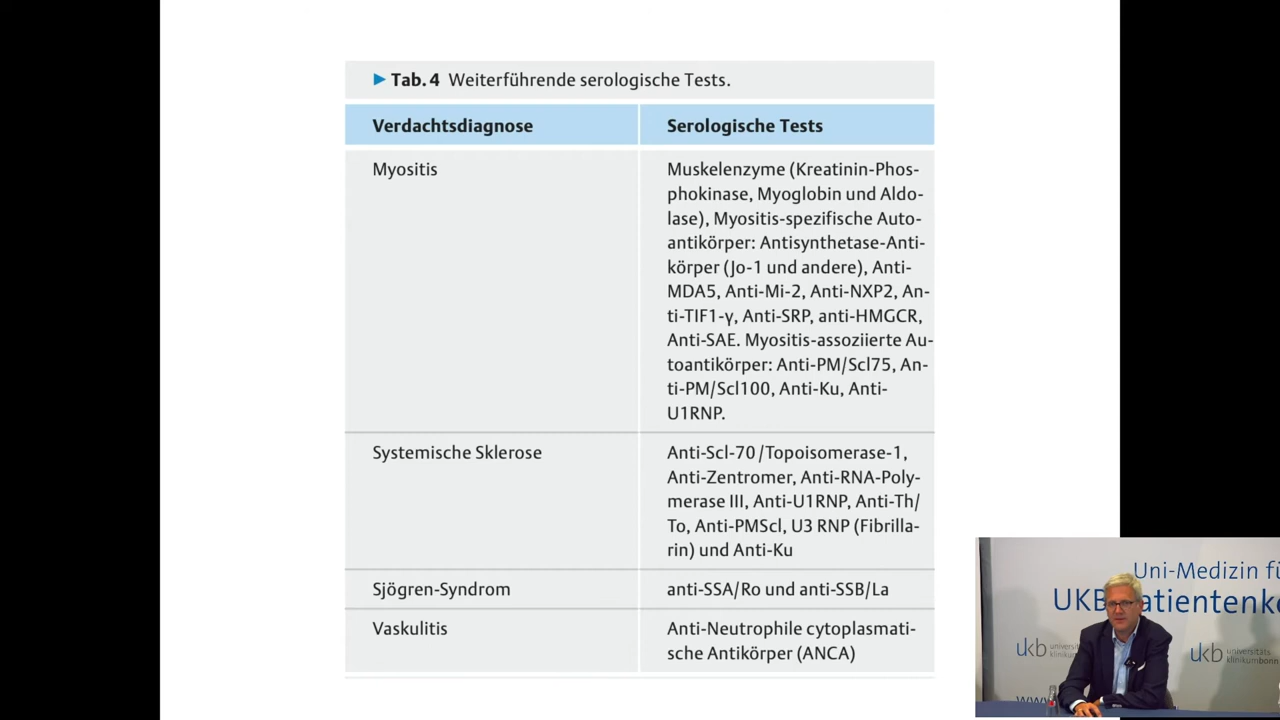 ▶ Tab. 4 Weiterführende serologische Tests.
Verdachtsdiagnose
Serologische Tests
Myositis
Muskelenzyme (Kreatinin-Phos-
phokinase, Myoglobin und Aldo-
lase), Myositis-spezifische Auto-
antikörper: Antisynthetase-Anti-
körper (Jo-1 und andere), Anti-
MDA5, Anti-Mi-2, Anti-NXP2, An-
ti-TIF1-γ, Anti-SRP, anti-HMGCR,
Anti-SAE. Myositis-assoziierte Au-
toantikörper: Anti-PM/Scl75, An-
ti-PM/Scl100, Anti-Ku, Anti-
U1RNP.
Systemische Sklerose
Anti-Scl-70/Topoisomerase-1,
Anti-Zentromer, Anti-RNA-Poly-
merase III, Anti-U1RNP, Anti-Th/
To, Anti-PMScl, U3 RNP (Fibrilla-
rin) und Anti-Ku
Sjögren-Syndrom
anti-SSA/Ro und anti-SSB/La
Vaskulitis
Anti-Neutrophile cytoplasmati-
sche Antikörper (ANCA)
Uni-Medizin fü
UKB atientenk
ukb
ukb universitäts
klinikumbonn
www